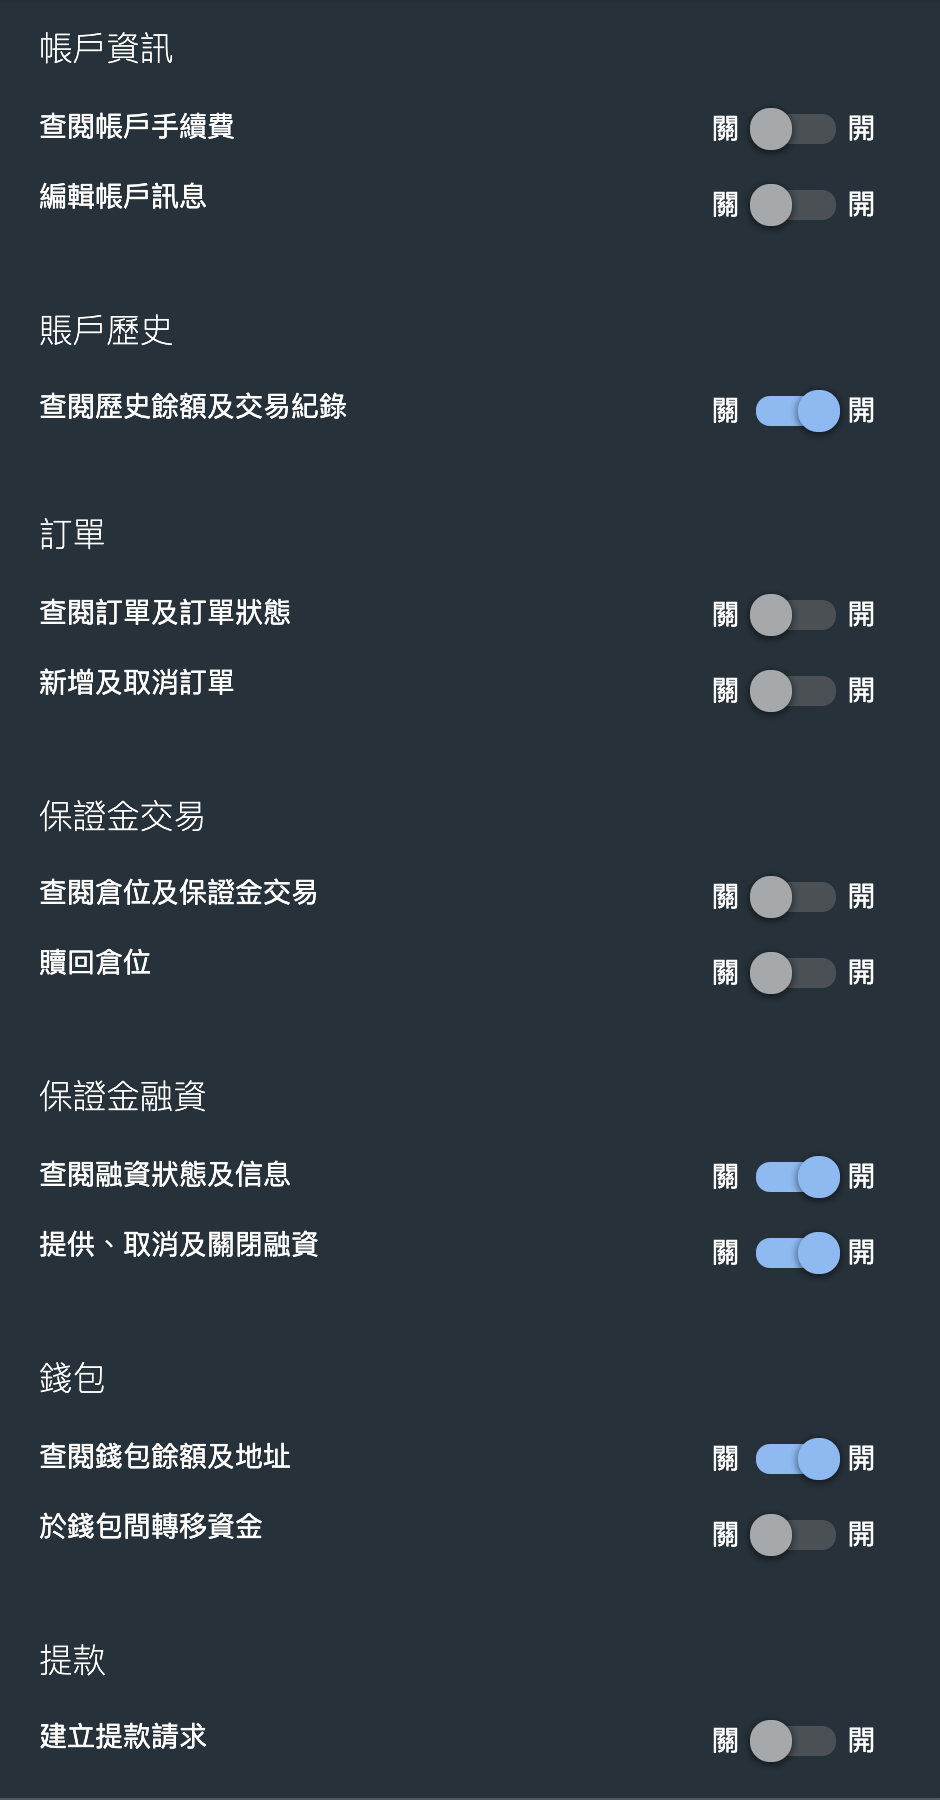 帳戶資訊
查閱帳戶手續費 關 開
編輯帳戶訊息 關 開
賬戶歷史
查閱歷史餘額及交易紀錄 關 開
訂單
查閱訂單及訂單狀態 關 開
新增及取消訂單 關 開
保證金交易
查閱倉位及保證金交易 關 開
贖回倉位 關 開
保證金融資
查閱融資狀態及信息 關 開
提供、取消及關閉融資 關 開
錢包
查閱錢包餘額及地址 關 開
於錢包間轉移資金 關 開
提款
建立提款請求 關 開